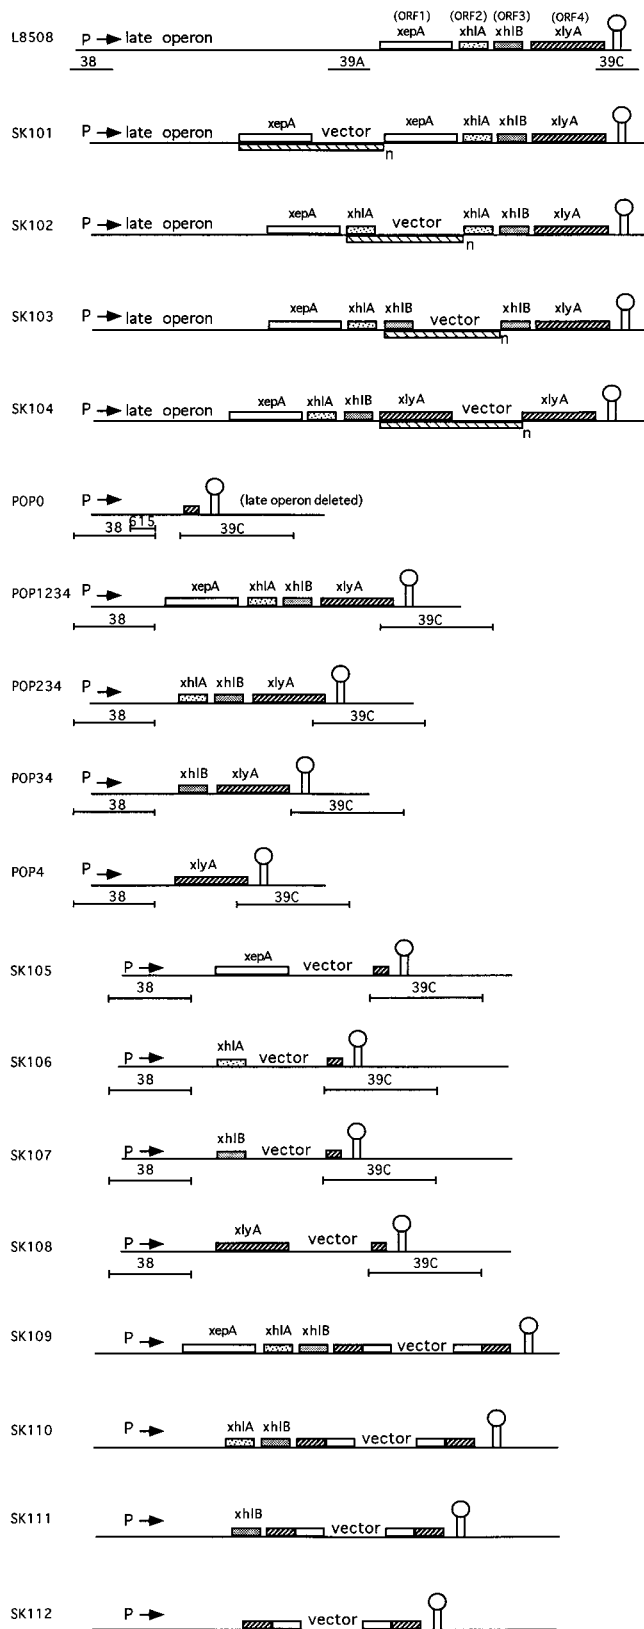 (ORF1) (ORF2) (ORF3) (ORF4)
L8508 P late operon xepA xhlA xhlB xlyA
38 39A 39C
xepA vector xepA xhlA xhlB xlyA
SK101 P late operon
n
xepA xhlA vector xhlA xhlB xlyA
SK102 P late operon
n
xepA xhlA xhlB vector xhlB xlyA
SK103 P late operon
n
xepA xhlA xhlB xlyA vector xlyA
SK104 P late operon
n
POP0 P (late operon deleted)
615
38 39C
POP1234 P xepA xhlA xhlB xlyA
38 39C
POP234 P xhlA xhlB xlyA
38 39C
POP34 P xhlB xlyA
38 39C
POP4 P xlyA
38 39C
SK105 P xepA vector
38 39C
SK106 P xhlA vector
38 39C
SK107 P xhlB vector
38 39C
SK108 P xlyA vector
38 39C
SK109 P xepA xhlA xhlB vector
SK110 P xhlA xhlB vector
SK111 P xhlB vector
SK112 P vector